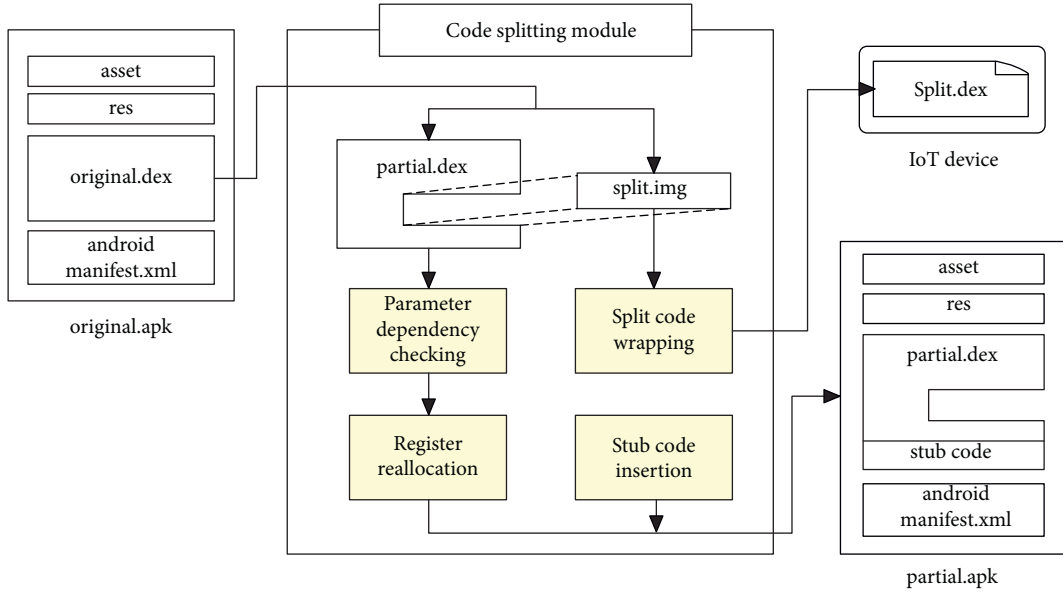 Code splitting module
asset
res
original.dex
android
manifest.xml
original.apk
partial.dex
split.img
Parameter
dependency
checking
Split code
wrapping
Register
reallocation
Stub code
insertion
Split.dex
IoT device
asset
res
partial.dex
stub code
android
manifest.xml
partial.apk